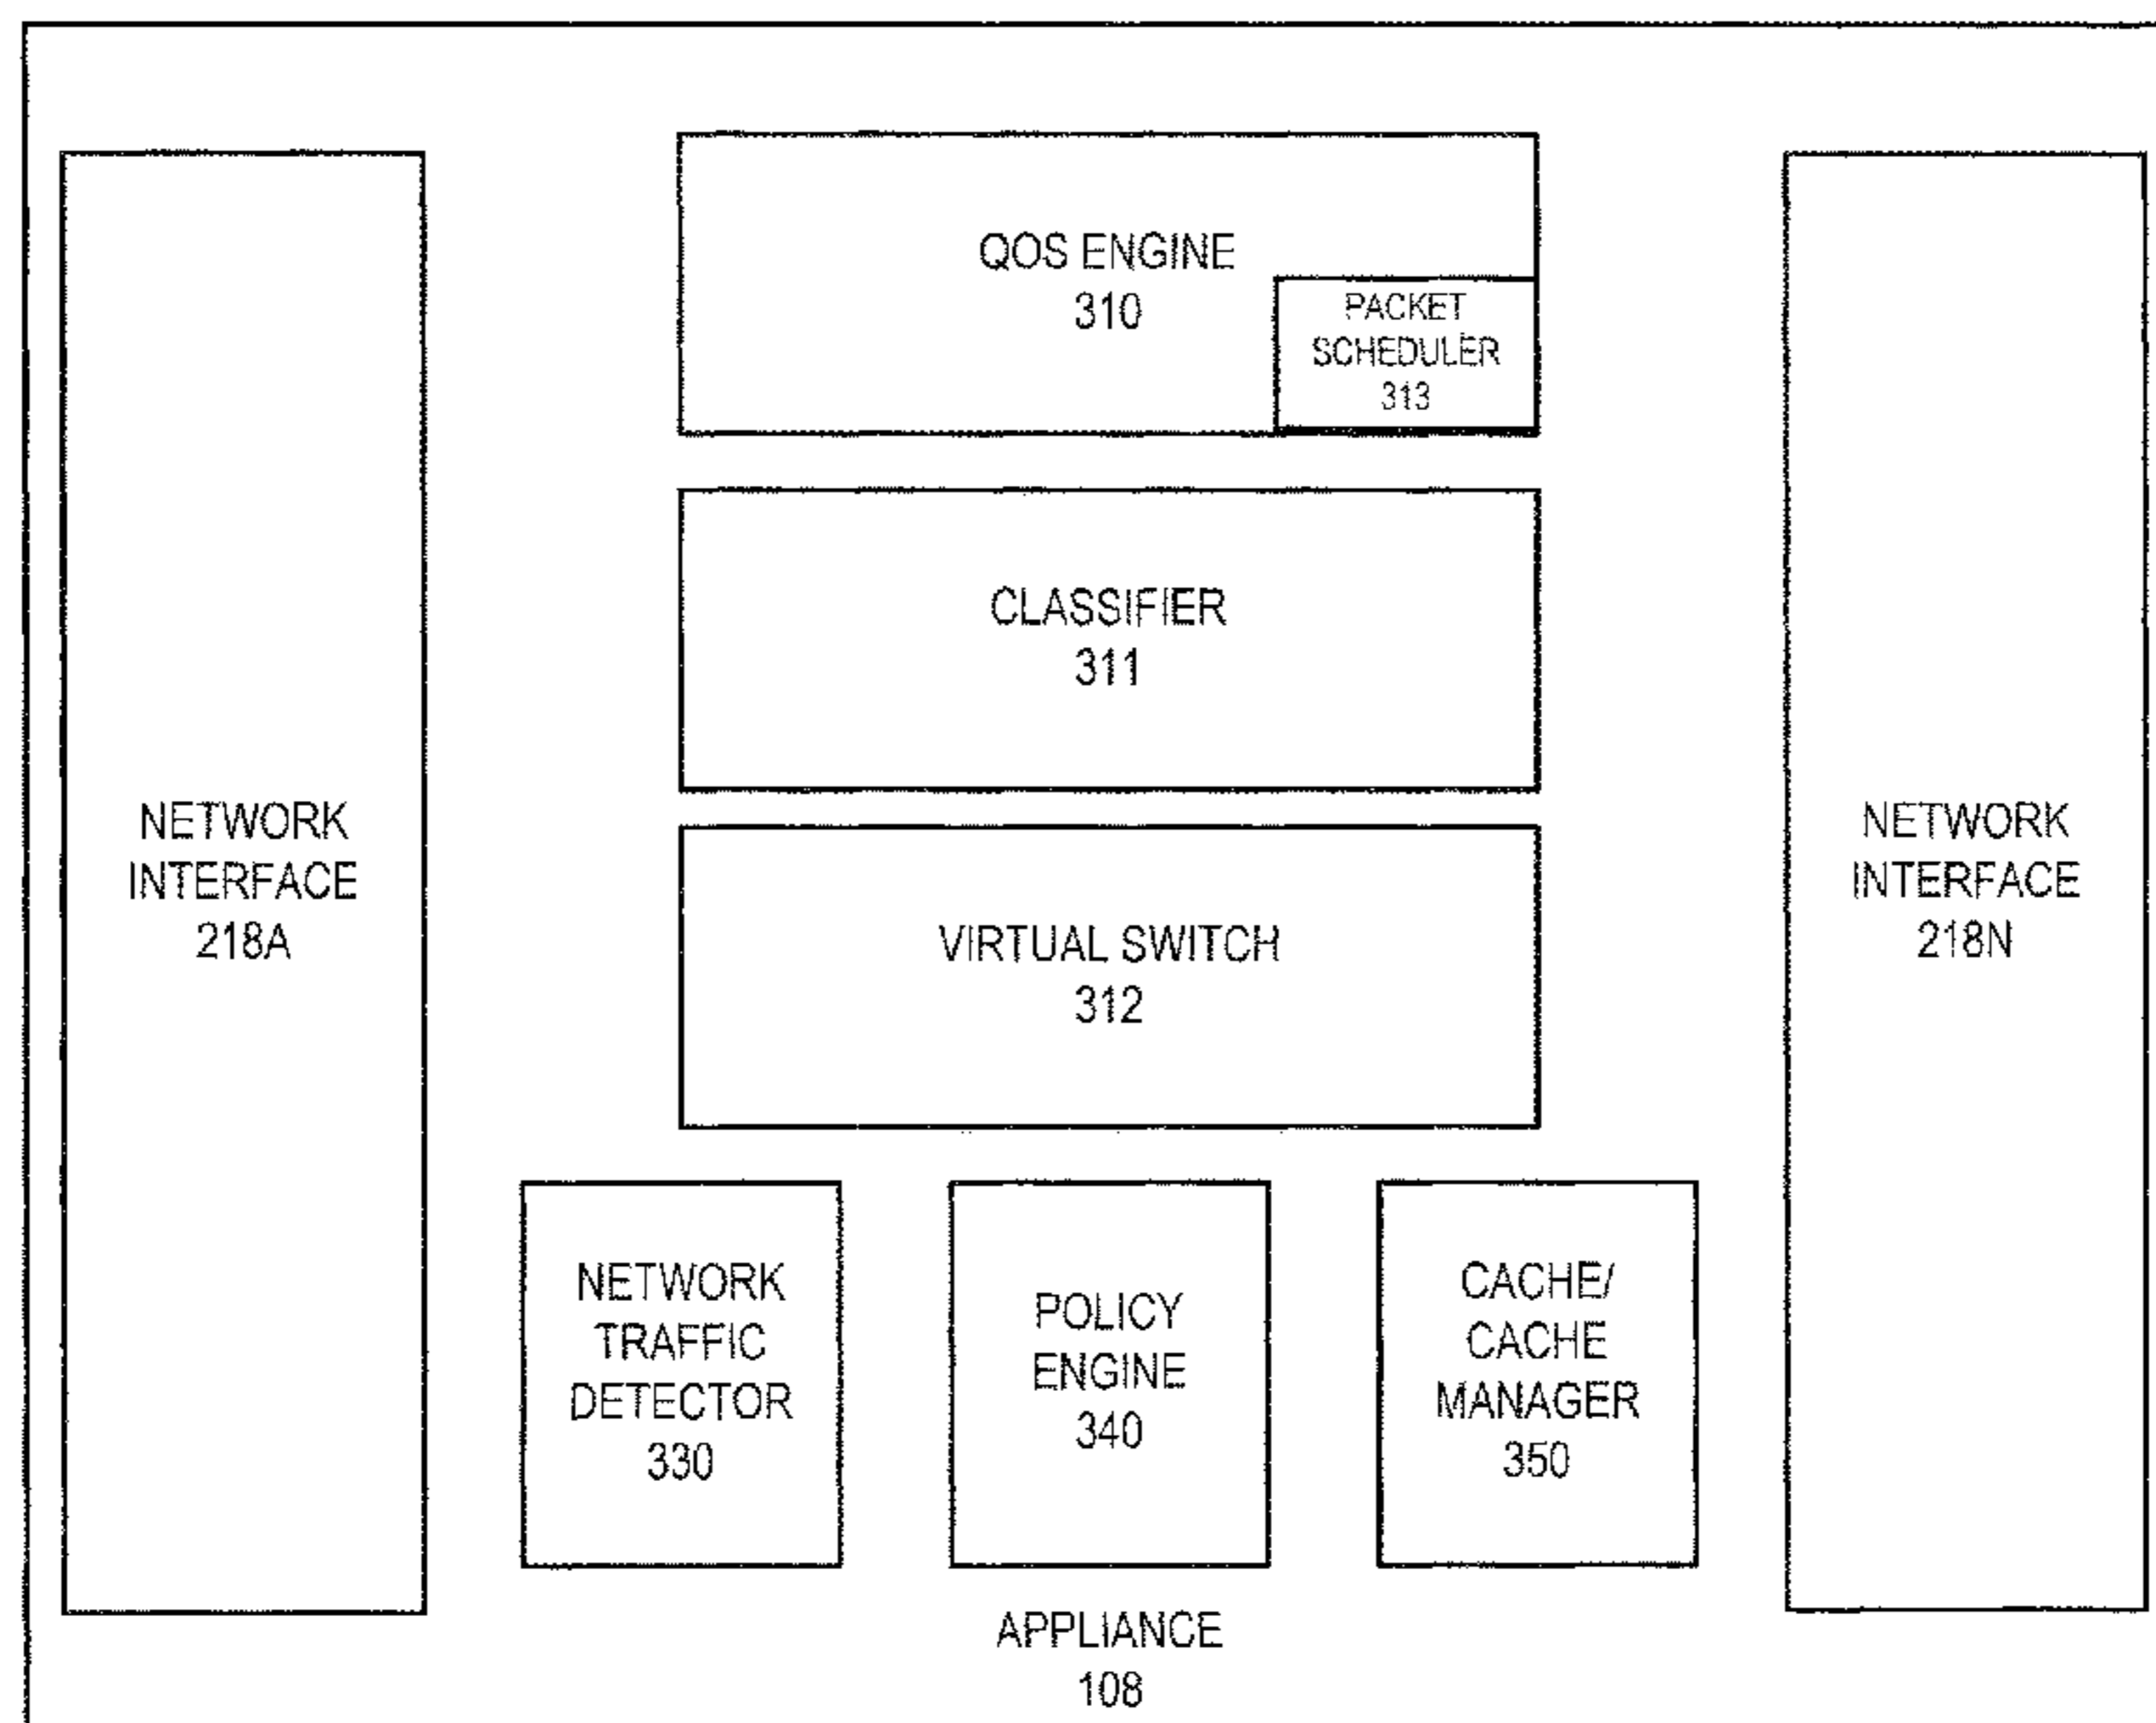 QOS ENGINE
310
PACKET
SCHEDULER
313
CLASSIFIER
311
NETWORK
INTERFACE
218A
VIRTUAL SWITCH
312
NETWORK
INTERFACE
218N
NETWORK
TRAFFIC
DETECTOR
330
POLICY
ENGINE
340
CACHE/
CACHE
MANAGER
350
APPLIANCE
108